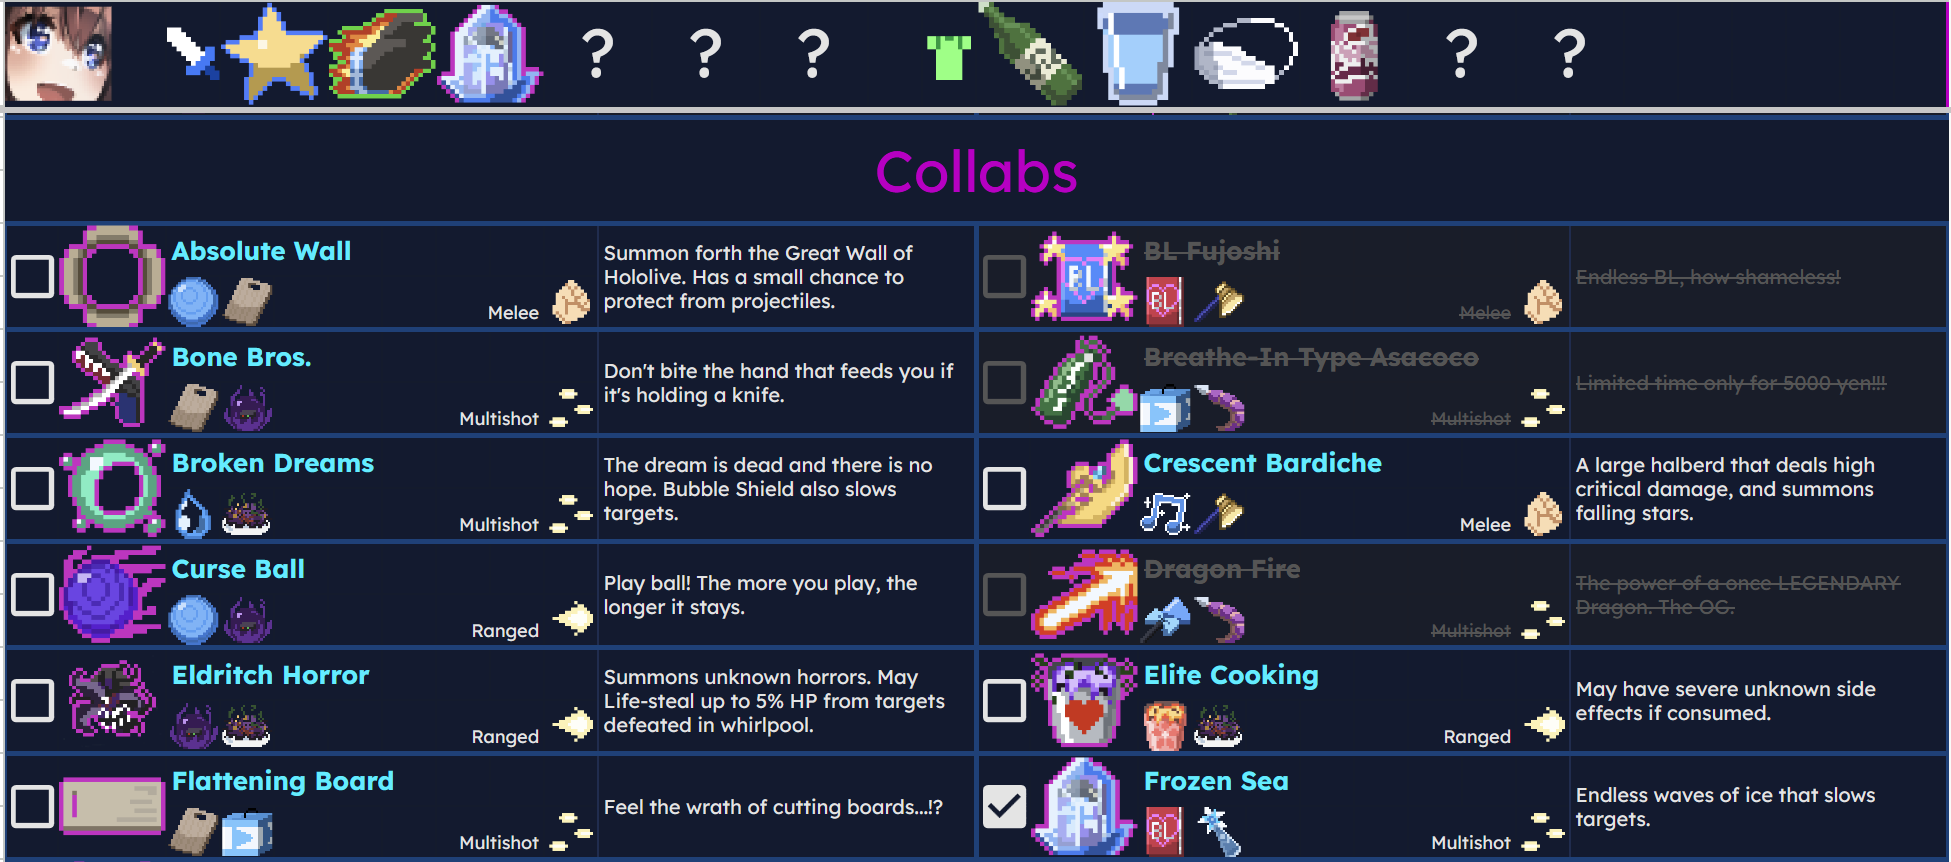 ? ? ? ? ?
Collabs
Absolute Wall
Melee
Summon forth the Great Wall of
Hololive. Has a small chance to
protect from projectiles.
BL Fujoshi
BL
BL
Melee
Endless BL, how shameless!
Bone Bros.
Multishot
Don't bite the hand that feeds you if
it's holding a knife.
Breathe-In Type Asacoco
Multishot
Limited time only for 5000 yen!!!
Broken Dreams
Multishot
The dream is dead and there is no
hope. Bubble Shield also slows
targets.
Crescent Bardiche
Melee
A large halberd that deals high
critical damage, and summons
falling stars.
Curse Ball
Ranged
Play ball! The more you play, the
longer it stays.
Dragon Fire
Multishot
The power of a once LEGENDARY
Dragon. The OG.
Eldritch Horror
Ranged
Summons unknown horrors. May
Life-steal up to 5% HP from targets
defeated in whirlpool.
Elite Cooking
Ranged
May have severe unknown side
effects if consumed.
Flattening Board
Multishot
Feel the wrath of cutting boards...!?
Frozen Sea
BL
Multishot
Endless waves of ice that slows
targets.